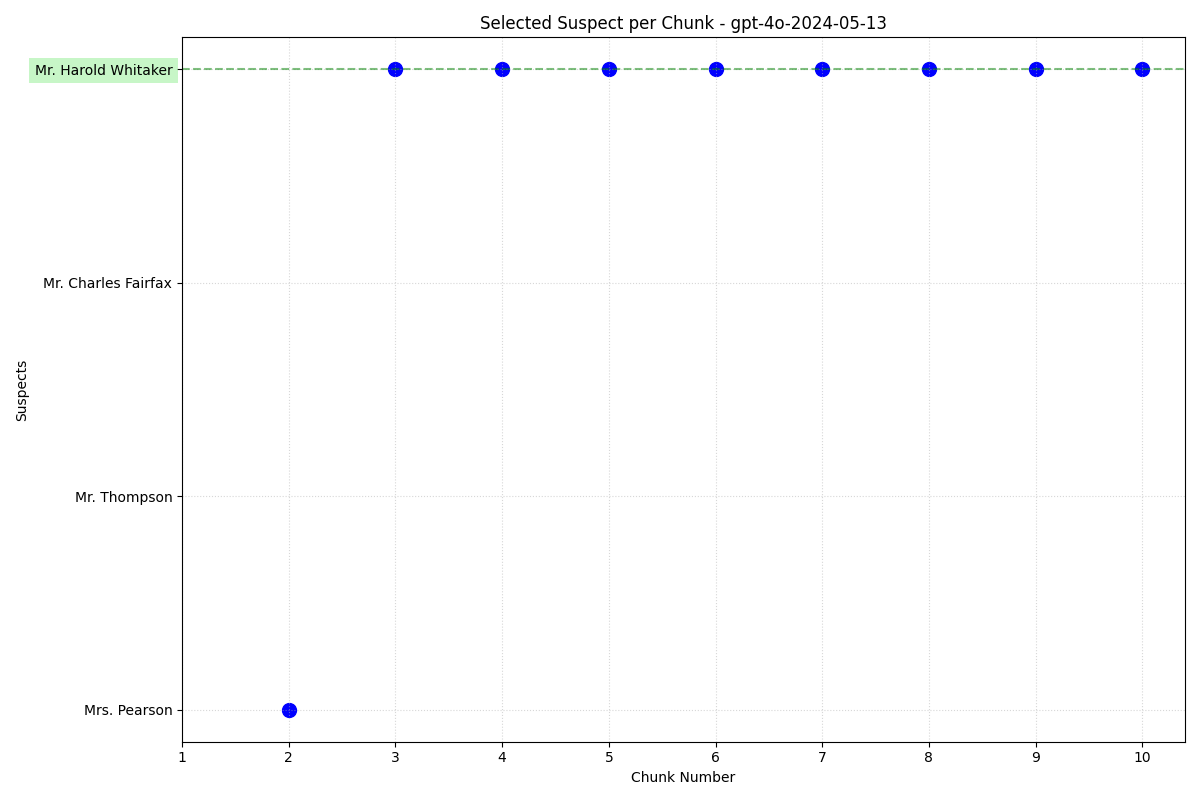 Selected Suspect per Chunk - gpt-4o-2024-05-13
Mr. Harold Whitaker
Mr. Charles Fairfax
Suspects
Mr. Thompson
Mrs. Pearson
1 2 3 4 5 6 7 8 9 10
Chunk Number